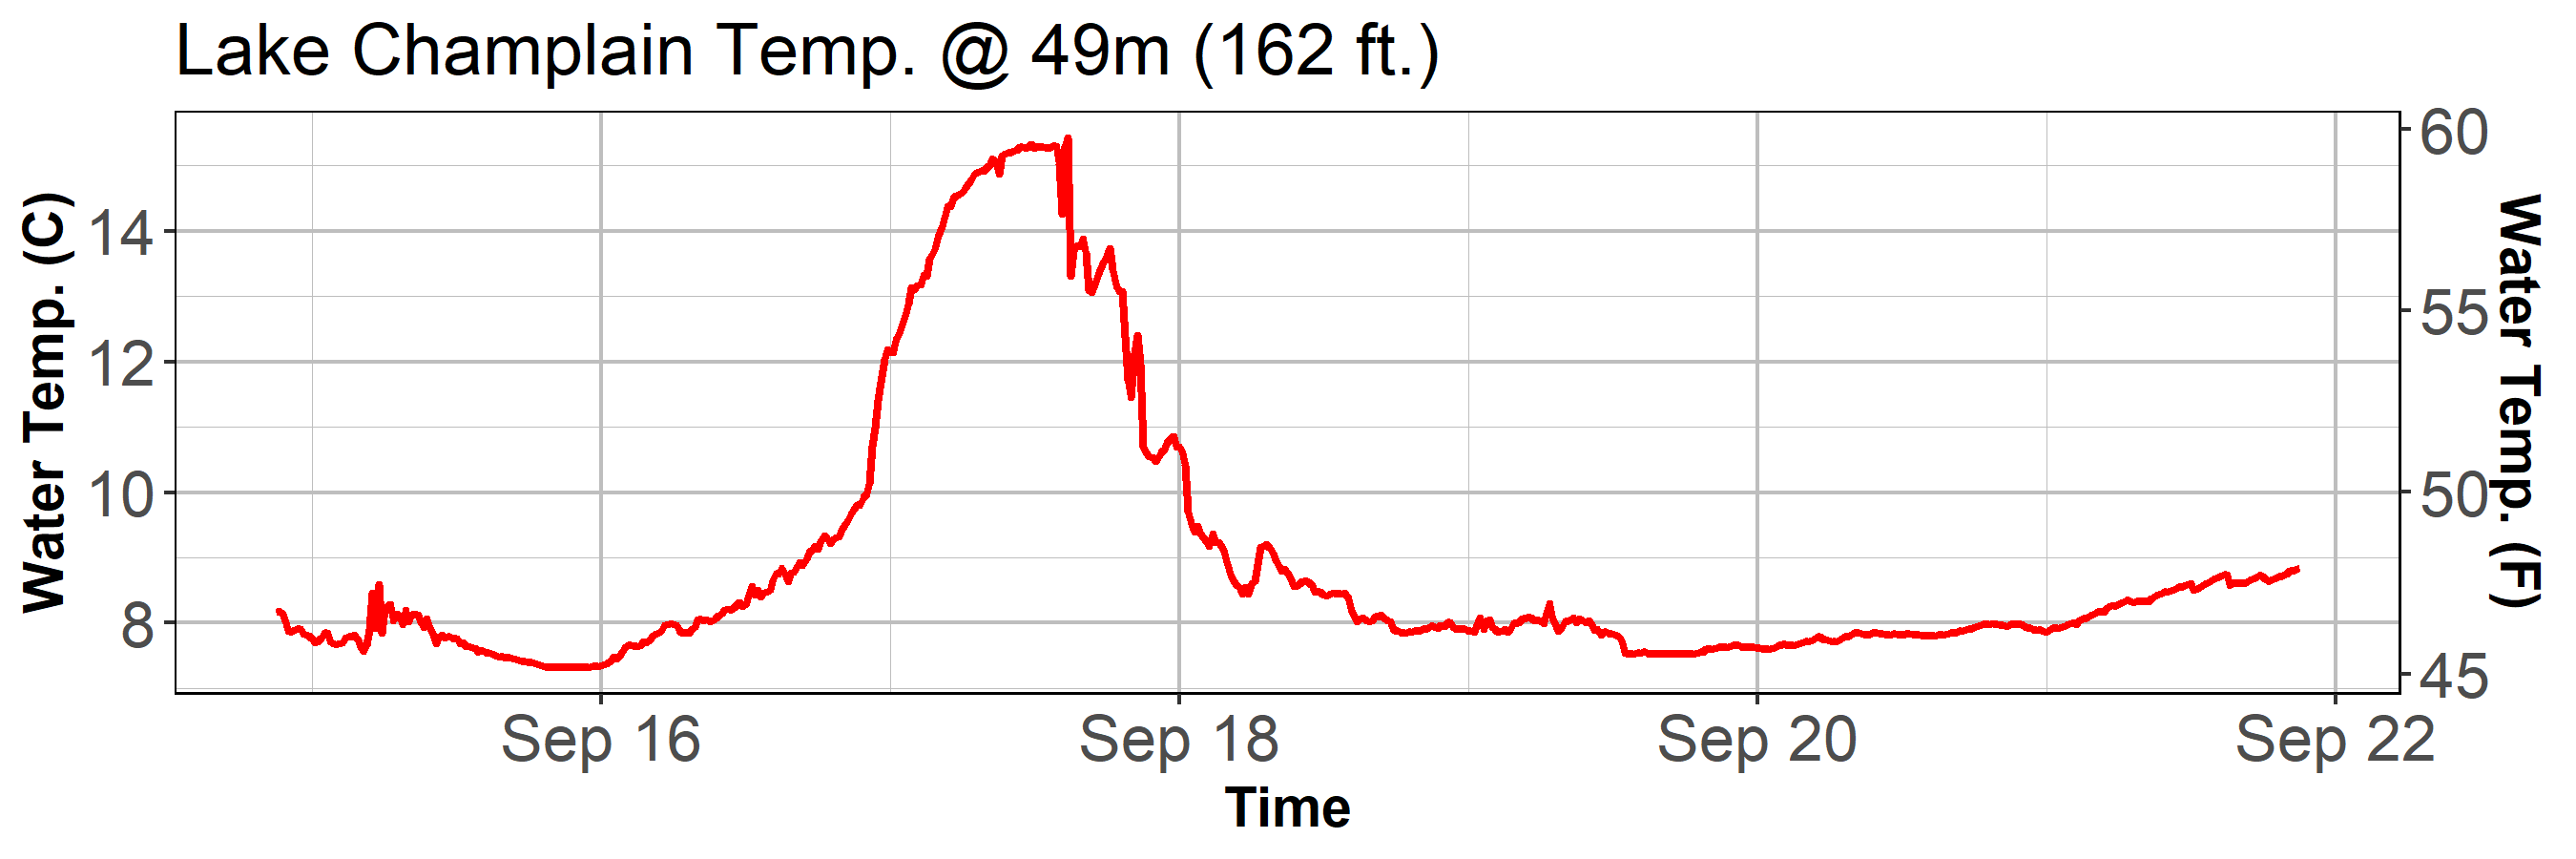 Lake Champlain Temp. @ 49m (162 ft.)
Water Temp. (C)
14
12
10
8
60
55
50
45
Water Temp. (F)
Sep 16
Sep 18
Sep 20
Sep 22
Time